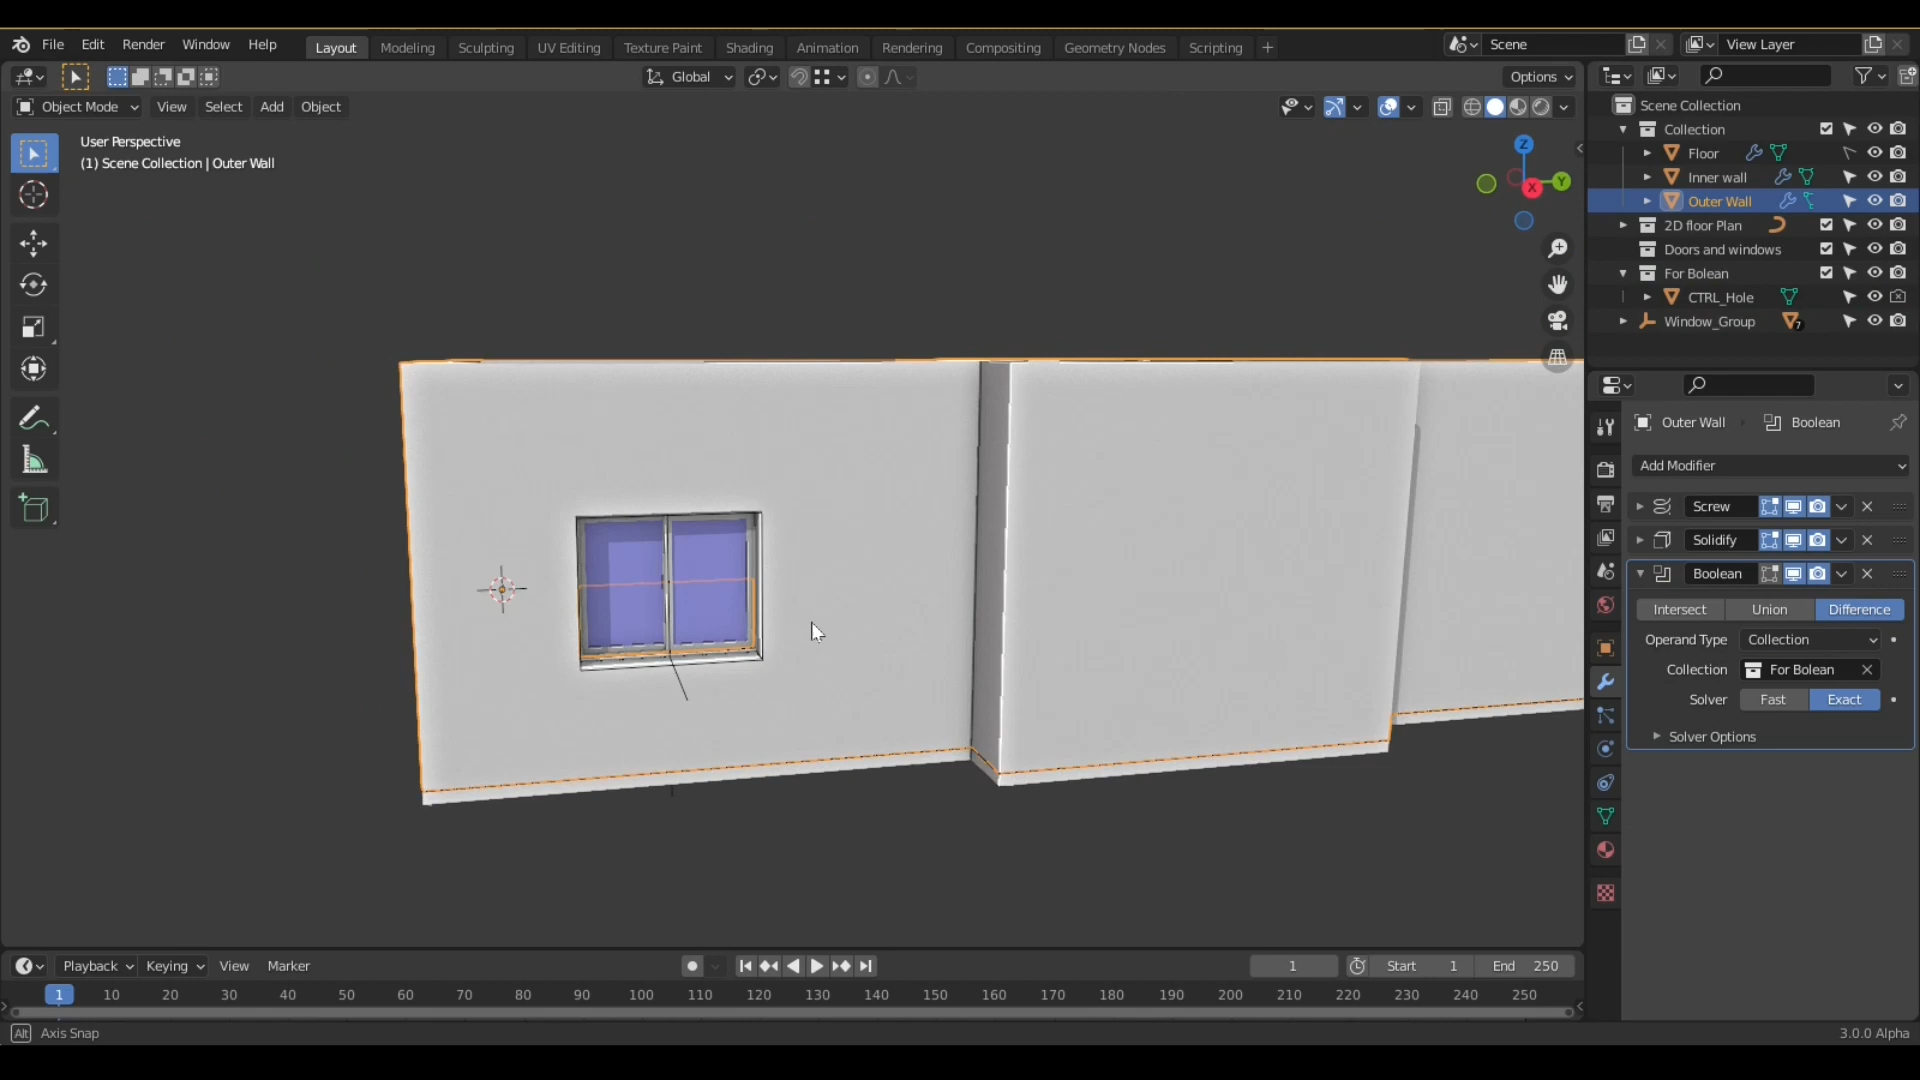 File Edit Render Window Help Layout Modeling Sculpting UV Editing Texture Paint Shading Animation Rendering Compositing Geometry Nodes Scripting + Scene View Layer
Global Options
Object Mode View Select Add Object
User Perspective
(1) Scene Collection | Outer Wall
Z
Y
X
Scene Collection
Collection
Floor
Inner wall
Outer Wall
2D floor Plan
Doors and windows
For Bolean
CTRL_Hole
Window_Group 7
Outer Wall Boolean
Add Modifier
Screw
Solidify
Boolean
Intersect Union Difference
Operand Type Collection
Collection For Bolean
Solver Fast Exact
Solver Options
Playback Keying View Marker 1 Start 1 End 250
1 10 20 30 40 50 60 70 80 90 100 110 120 130 140 150 160 170 180 190 200 210 220 230 240 250
Alt Axis Snap 3.0.0 Alpha